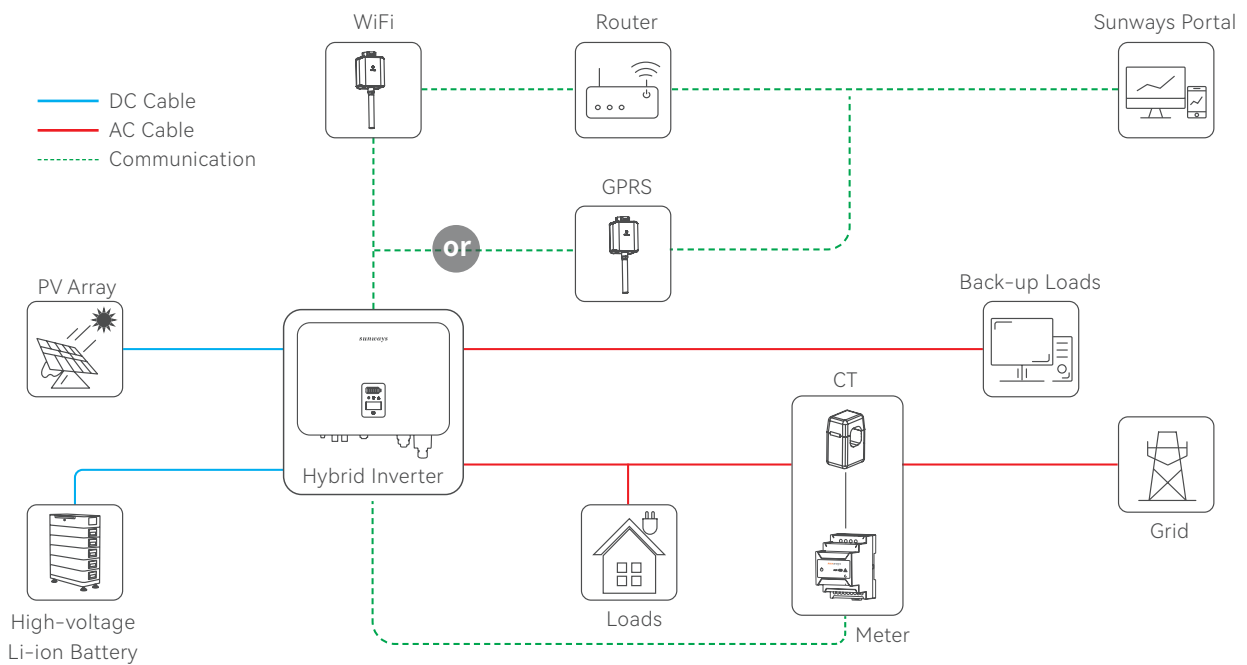 WiFi
Router
Sunways Portal
DC Cable
AC Cable
Communication
GPRS
or
PV Array
Back-up Loads
sunways
CT
Hybrid Inverter
Grid
High-voltage
Li-ion Battery
Loads
Meter